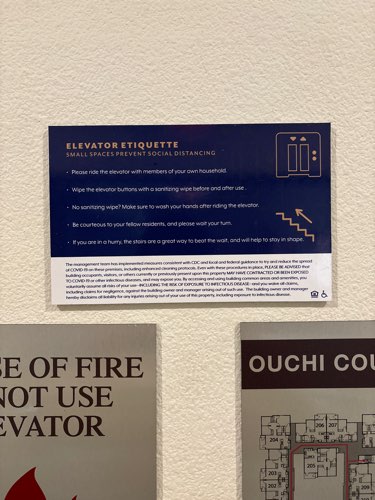 ELEVATOR ETIQUETTE
SMALL SPACES PREVENT SOCIAL DISTANCING
• Please ride the elevator with members of your own household.
• Wipe the elevator buttons with a sanitizing wipe before and after use.
• No sanitizing wipe? Make sure to wash your hands after riding the elevator.
• Be courteous to your fellow residents, and please wait your turn.
• If you are in a hurry, the stairs are a great way to beat the wait, and will help to stay in shape.
The management team has implemented measures consistent with CDC and local and federal guidance to try and reduce the spread
of COVID-19 on these premises, including enhanced cleaning protocols. Even with these procedures in place, PLEASE BE ADVISED that
building occupants, visitors, or others currently or previously present upon this property MAY HAVE CONTRACTED OR BEEN EXPOSED
TO COVID-19 or other infectious diseases, and may expose you. By accessing and using building common areas and amenities, you
voluntarily assume all risks of your use- INCLUDING THE RISK OF EXPOSURE TO INFECTIOUS DISEASE- and you waive all claims,
including claims for negligence, against the building owner and manager arising out of such use. The building owner and manager
hereby disclaims all liability for any injuries arising out of your use of this property, including exposure to infectious disease.
SE OF FIRE
NOT USE
EVATOR
OUCHI COU
206 207
204
205
203
202
201
209